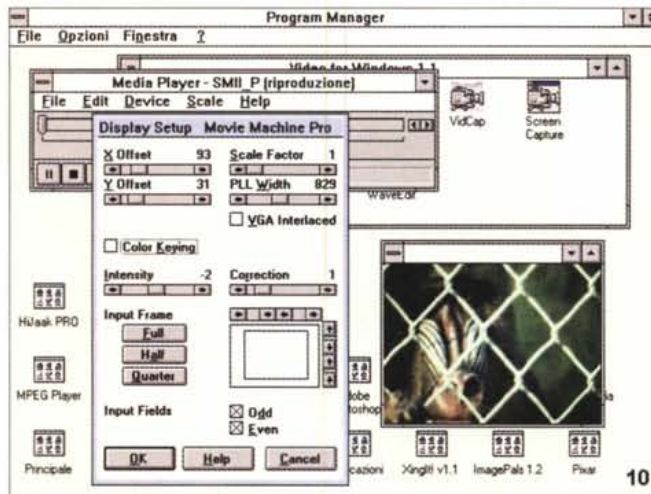 Program Manager
File Opzioni Finestra ?
Video for Windows 1.1
Media Player - SMII_P (riproduzione)
File Edit Device Scale Help
VidCap
Screen Capture
WaveEdit
Display Setup Movie Machine Pro
X Offset 93
Scale Factor 1
Y Offset 31
PLL Width 829
VGA Interlaced
Color Keying
Intensity -2
Correction 1
Input Frame
Full
Half
Quarter
Input Fields
Odd
Even
OK
Help
Cancel
HiJaak PRO
MPEG Player
Principale
XingIt! v1.1
ImagePals 1.2
Pixar
10